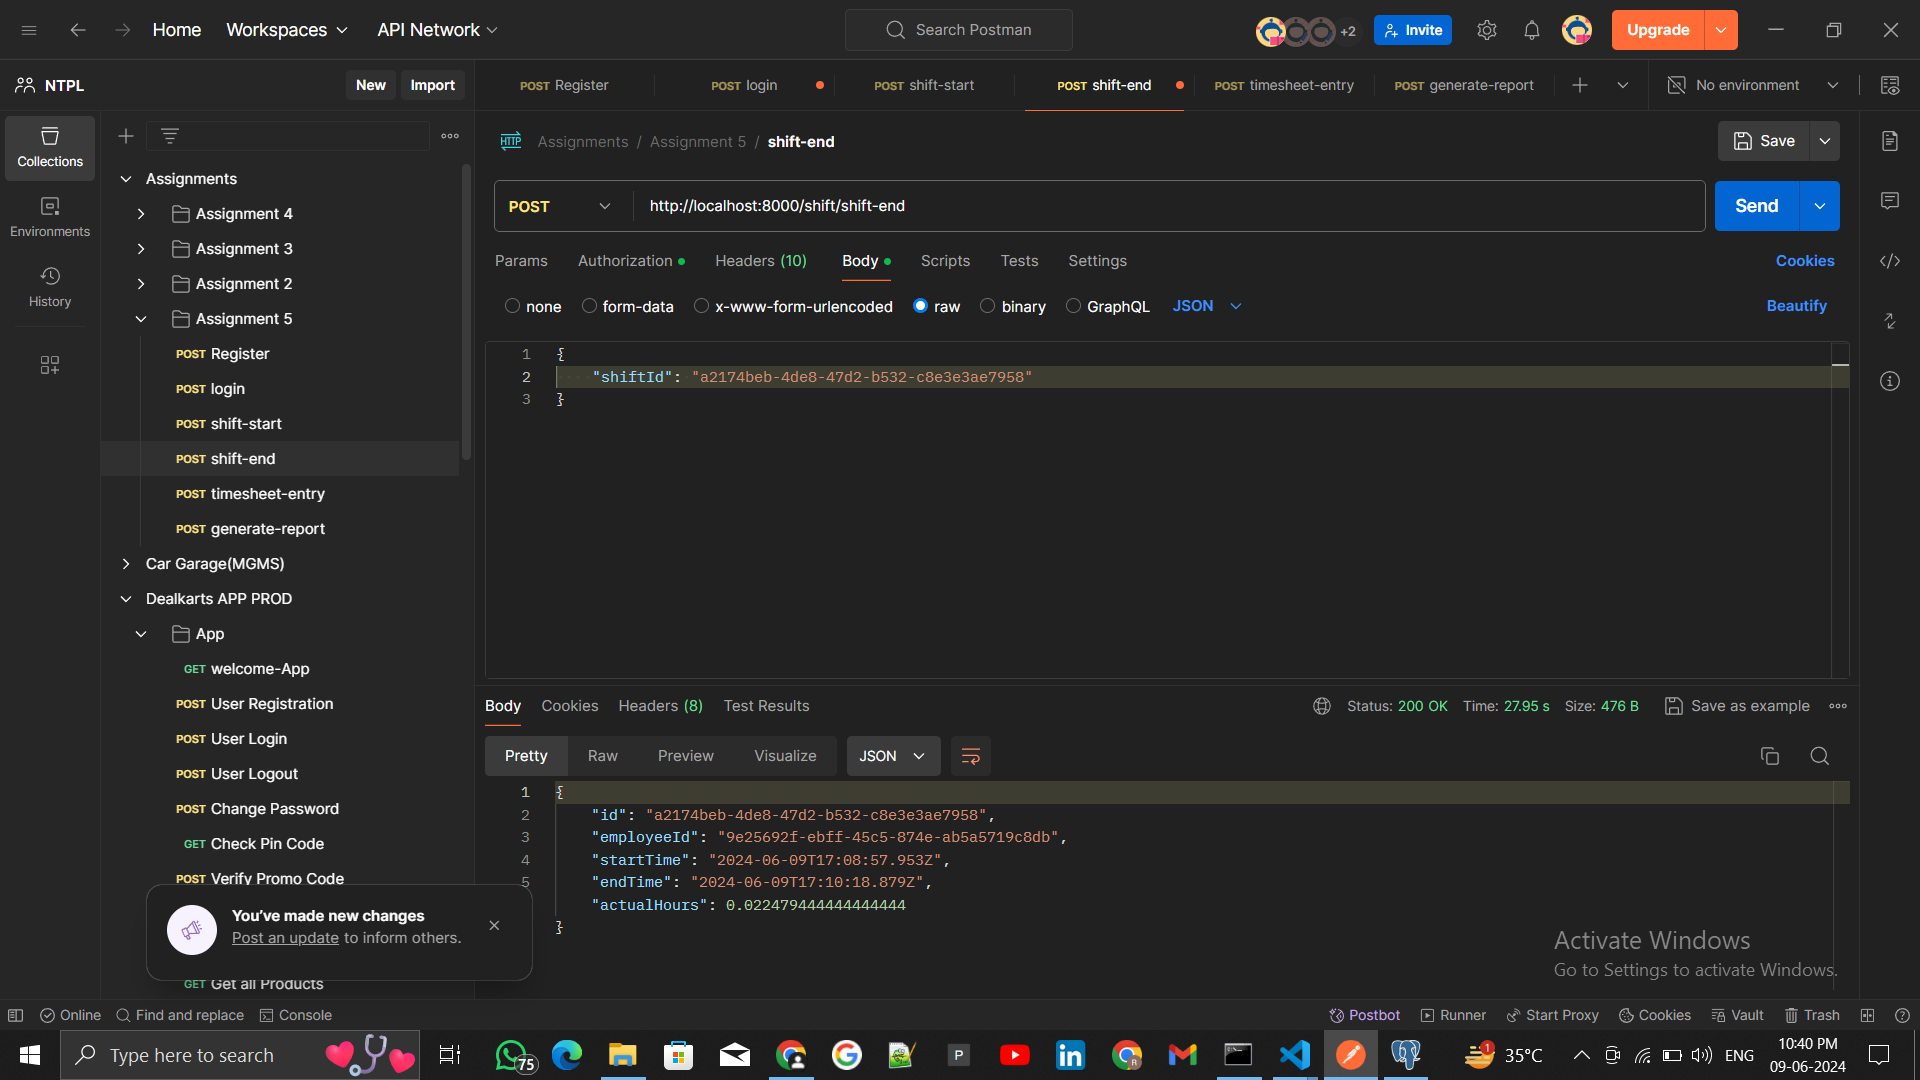 Home
Workspaces
API Network
Search Postman
+2
Invite
Upgrade
NTPL
New
Import
POST Register
POST login
POST shift-start
POST shift-end
POST timesheet-entry
POST generate-report
No environment
Collections
Environments
History
Assignments
Assignment 4
Assignment 3
Assignment 2
Assignment 5
POST Register
POST login
POST shift-start
POST shift-end
POST timesheet-entry
POST generate-report
Car Garage(MGMS)
Dealkarts APP PROD
App
GET welcome-App
POST User Registration
POST User Login
POST User Logout
POST Change Password
GET Check Pin Code
POST Verify Promo Code
GET Get all Products
You've made new changes
Post an update to inform others.
HTTP Assignments / Assignment 5 / shift-end
Save
POST
http://localhost:8000/shift/shift-end
Send
Params Authorization Headers (10) Body Scripts Tests Settings
Cookies
none form-data x-www-form-urlencoded raw binary GraphQL JSON
Beautify
1 {
2 "shiftId": "a2174beb-4de8-47d2-b532-c8e3e3ae7958"
3 }
Body Cookies Headers (8) Test Results
Status: 200 OK Time: 27.95 s Size: 476 B
Save as example
Pretty Raw Preview Visualize JSON
1 {
2 "id": "a2174beb-4de8-47d2-b532-c8e3e3ae7958",
3 "employeeId": "9e25692f-ebff-45c5-874e-ab5a5719c8db",
4 "startTime": "2024-06-09T17:08:57.953Z",
5 "endTime": "2024-06-09T17:10:18.879Z",
"actualHours": 0.022479444444444444
}
Activate Windows
Go to Settings to activate Windows.
Online
Find and replace
Console
Postbot
Runner
Start Proxy
Cookies
Vault
Trash
Type here to search
75
P
in
R
1
35°C
ENG
10:40 PM
09-06-2024